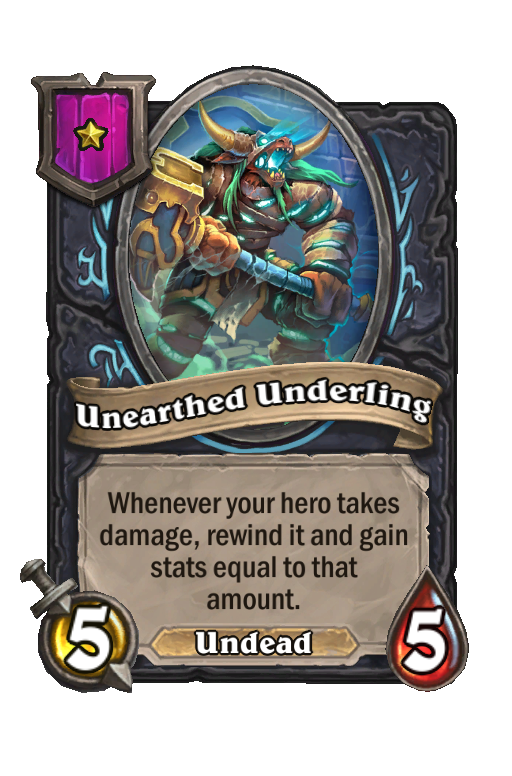 Unearthed Underling
Whenever your hero takes
damage, rewind it and gain
stats equal to that
amount.
5
Undead
5